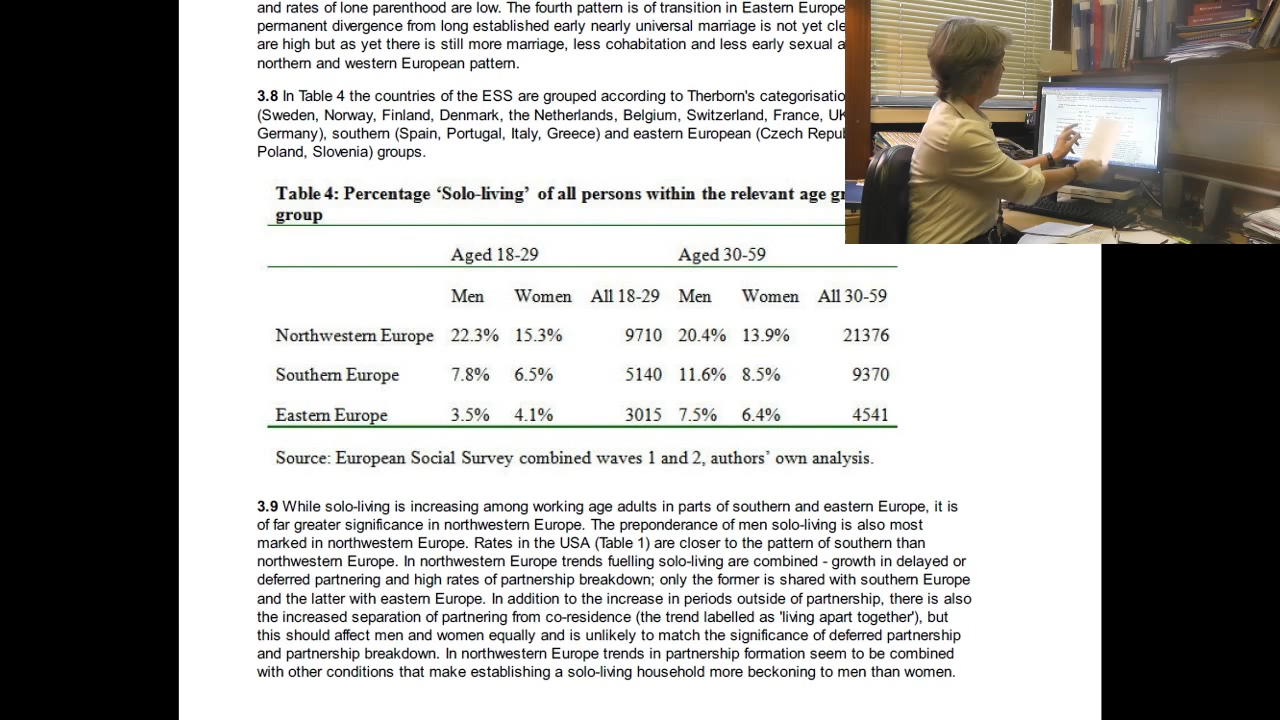 and rates of lone parenthood are low. The fourth pattern is of transition in Eastern Europe
permanent divergence from long established early nearly universal marriage is not yet
are high but as yet there is still more marriage, less cohabitation and less early sexual
northern and western European pattern.
3.8 In Table 4 the countries of the ESS are grouped according to Therborn's
(Sweden, Norway, Finland, Denmark, the Netherlands, Belgium, Switzerland, France,
Germany), southern (Spain, Portugal, Italy, Greece) and eastern European (Czech
Poland, Slovenia) groups.
Table 4: Percentage ‘Solo-living’ of all persons within the relevant age
group
Aged 18-29 Aged 30-59
Men Women All 18-29 Men Women All 30-59
Northwestern Europe 22.3% 15.3% 9710 20.4% 13.9% 21376
Southern Europe 7.8% 6.5% 5140 11.6% 8.5% 9370
Eastern Europe 3.5% 4.1% 3015 7.5% 6.4% 4541
Source: European Social Survey combined waves 1 and 2, authors’ own analysis.
3.9 While solo-living is increasing among working age adults in parts of southern and eastern Europe, it is
of far greater significance in northwestern Europe. The preponderance of men solo-living is also most
marked in northwestern Europe. Rates in the USA (Table 1) are closer to the pattern of southern than
northwestern Europe. In northwestern Europe trends fuelling solo-living are combined - growth in delayed or
deferred partnering and high rates of partnership breakdown; only the former is shared with southern Europe
and the latter with eastern Europe. In addition to the increase in periods outside of partnership, there is also
the increased separation of partnering from co-residence (the trend labelled as 'living apart together'), but
this should affect men and women equally and is unlikely to match the significance of deferred partnership
and partnership breakdown. In northwestern Europe trends in partnership formation seem to be combined
with other conditions that make establishing a solo-living household more beckoning to men than women.